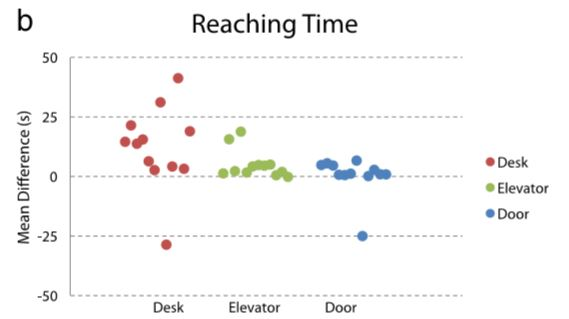 b
Reaching Time
Mean Difference (s)
50
25
0
-25
-50
Desk
Elevator
Door
Desk
Elevator
Door